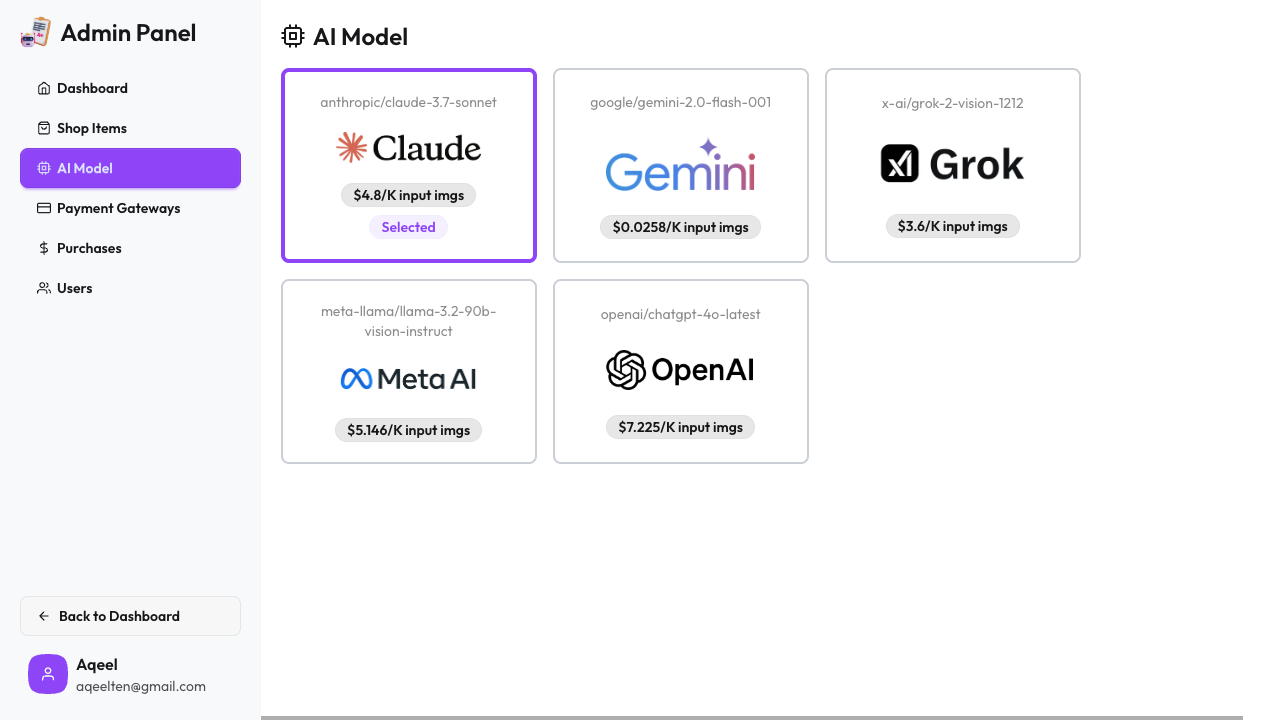 Admin Panel
Dashboard
Shop Items
AI Model
Payment Gateways
Purchases
Users
Back to Dashboard
Aqeel
aqeelten@gmail.com
AI Model
anthropic/claude-3.7-sonnet
Claude
$4.8/K input imgs
Selected
google/gemini-2.0-flash-001
Gemini
$0.0258/K input imgs
x-ai/grok-2-vision-1212
xI Grok
$3.6/K input imgs
meta-llama/llama-3.2-90b-
vision-instruct
Meta AI
$5.146/K input imgs
openai/chatgpt-4o-latest
OpenAI
$7.225/K input imgs